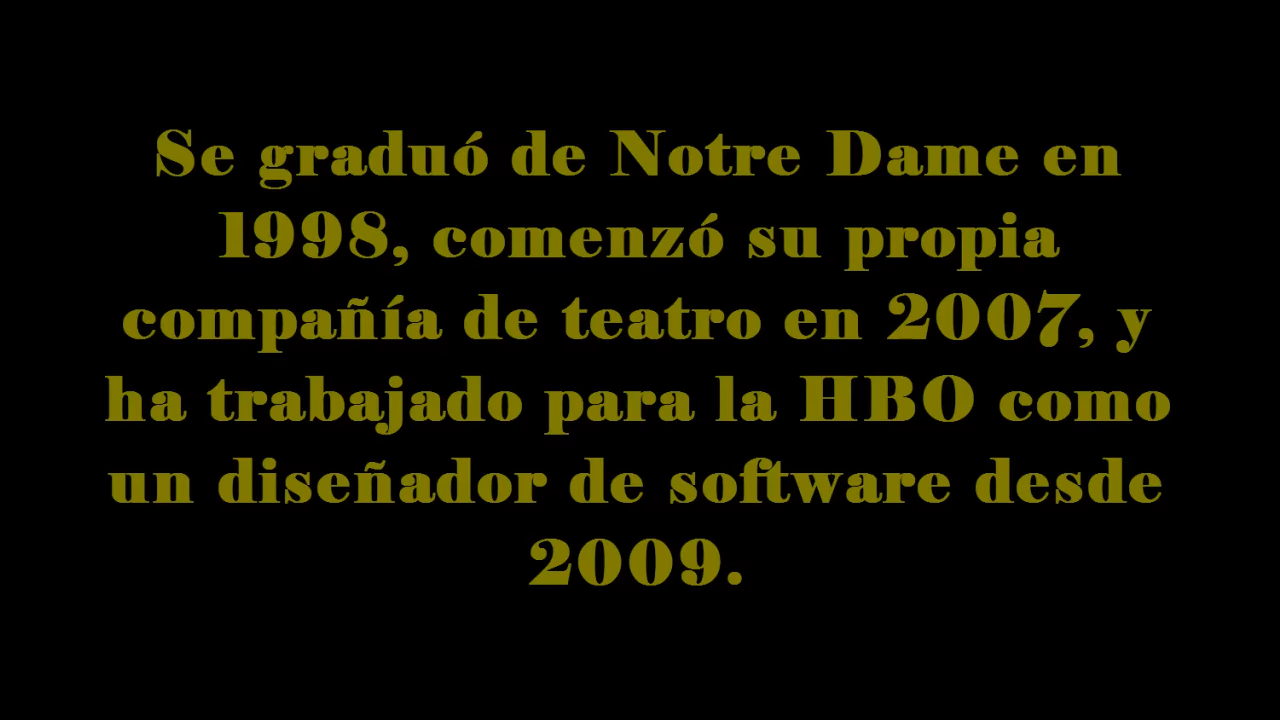 Se graduó de Notre Dame en
1998, comenzó su propia
compañía de teatro en 2007, y
ha trabajado para la HBO como
un diseñador de software desde
2009.